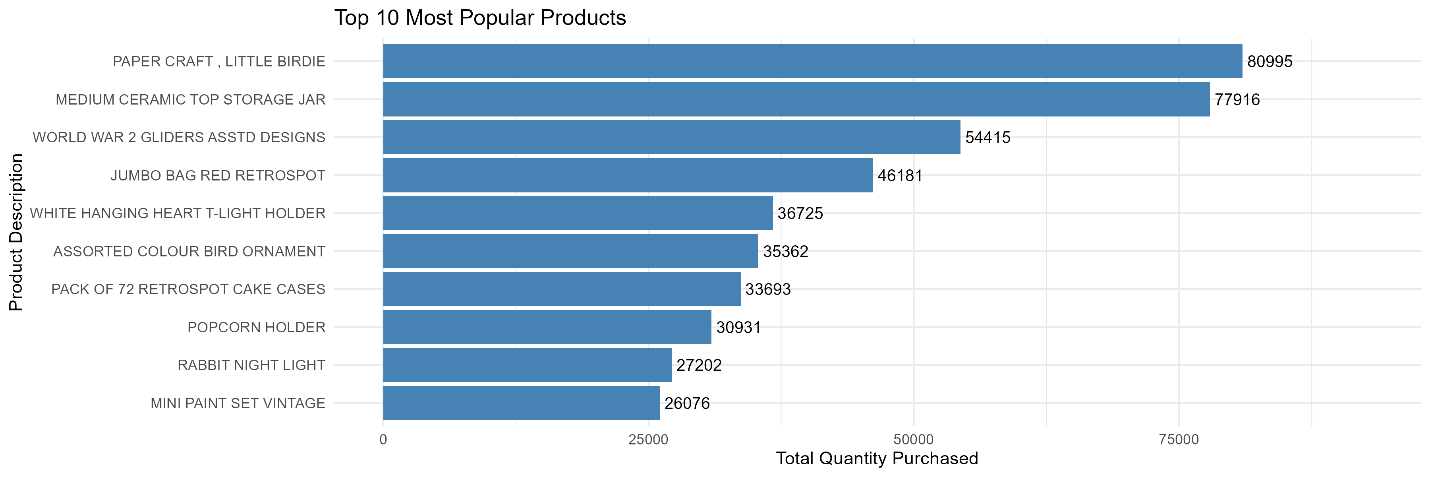 Top 10 Most Popular Products
Product Description
PAPER CRAFT , LITTLE BIRDIE 80995
MEDIUM CERAMIC TOP STORAGE JAR 77916
WORLD WAR 2 GLIDERS ASSTD DESIGNS 54415
JUMBO BAG RED RETROSPOT 46181
WHITE HANGING HEART T-LIGHT HOLDER 36725
ASSORTED COLOUR BIRD ORNAMENT 35362
PACK OF 72 RETROSPOT CAKE CASES 33693
POPCORN HOLDER 30931
RABBIT NIGHT LIGHT 27202
MINI PAINT SET VINTAGE 26076
0 25000 50000 75000
Total Quantity Purchased